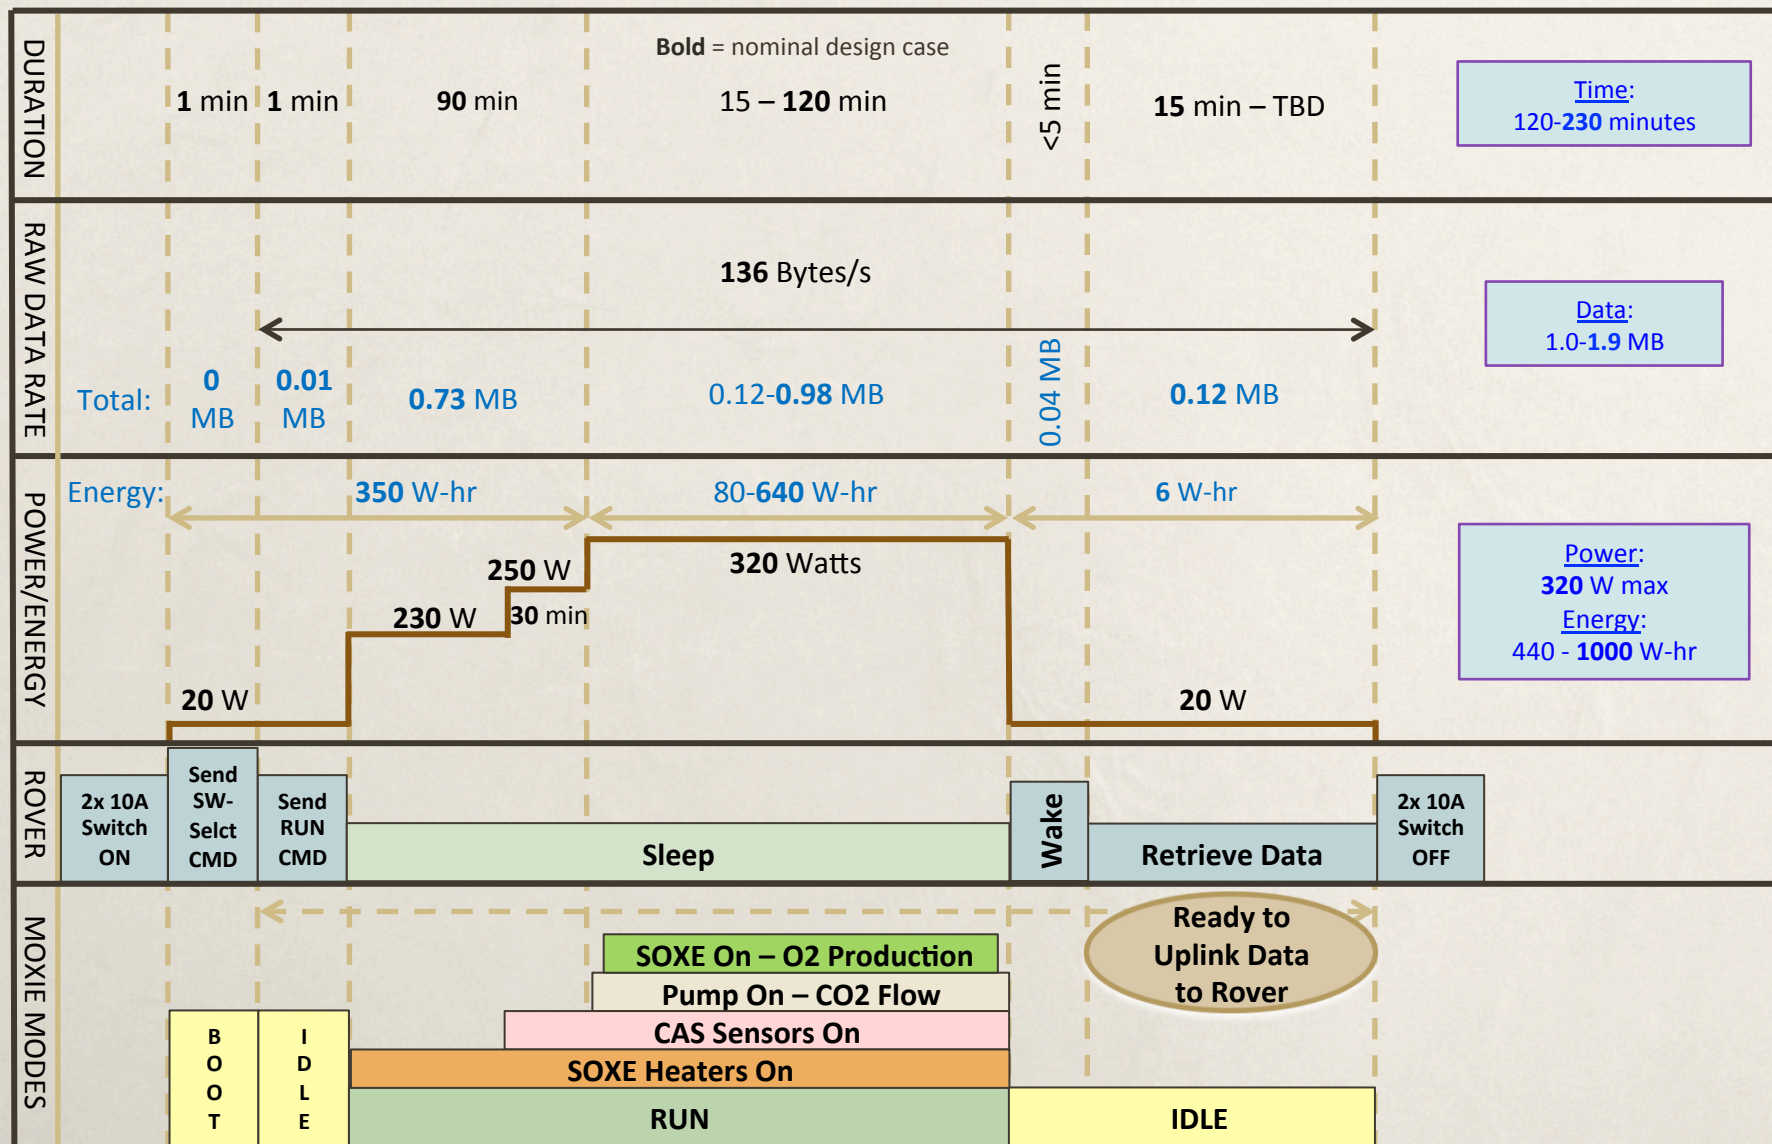 DURATION
Bold = nominal design case
1 min
1 min
90 min
15 – 120 min
<5 min
15 min – TBD
Time:
120-230 minutes
RAW DATA RATE
136 Bytes/s
Total:
0
MB
0.01
MB
0.73 MB
0.12-0.98 MB
0.04 MB
0.12 MB
Data:
1.0-1.9 MB
POWER/ENERGY
Energy:
350 W-hr
80-640 W-hr
6 W-hr
20 W
230 W
250 W
30 min
320 Watts
20 W
Power:
320 W max
Energy:
440 - 1000 W-hr
ROVER
2x 10A
Switch
ON
Send
SW-
Selct
CMD
Send
RUN
CMD
Sleep
Wake
Retrieve Data
2x 10A
Switch
OFF
MOXIE MODES
Ready to
Uplink Data
to Rover
SOXE On – O2 Production
Pump On – CO2 Flow
CAS Sensors On
SOXE Heaters On
BOOT
IDLE
RUN
IDLE